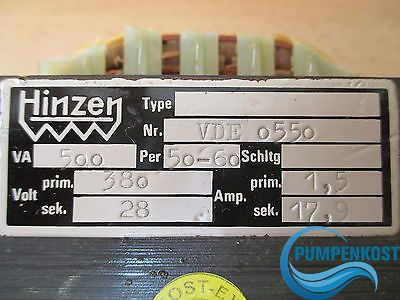 Hinzen Type
Nr. VDE 0550
VA 500 Per 50-60 Schltg
Volt prim. 380 Amp. prim. 1,5
sek. 28 sek. 17,9
PUMPENKOST
OST-E